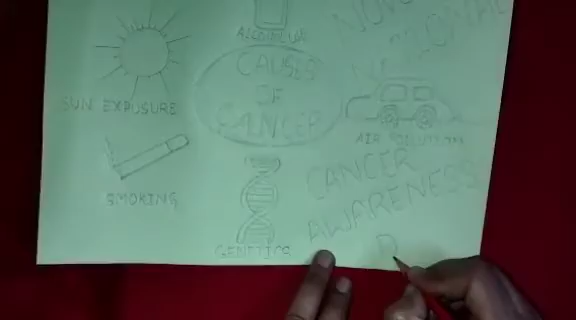 ALCOHOL
CAUSES
OF
CANCER
SUN EXPOSURE
AIR POLLUTION
SMOKING
GENETICS
CANCER
AWARENESS
D